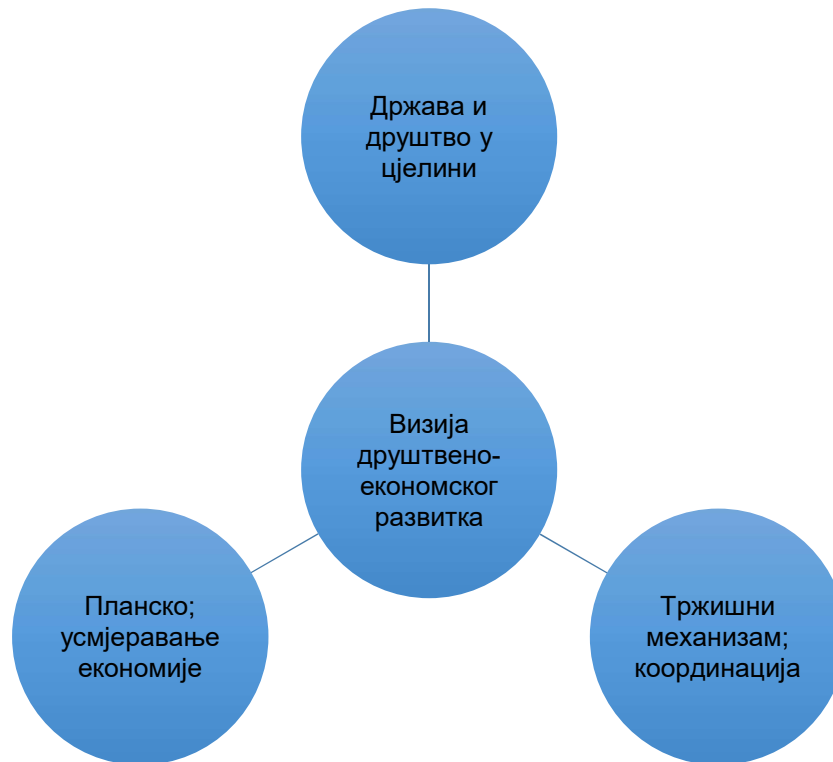 Држава и
друштво у
цјелини
Визија
друштвено-
економског
развитка
Планско;
усмјеравање
економије
Тржишни
механизам;
координација